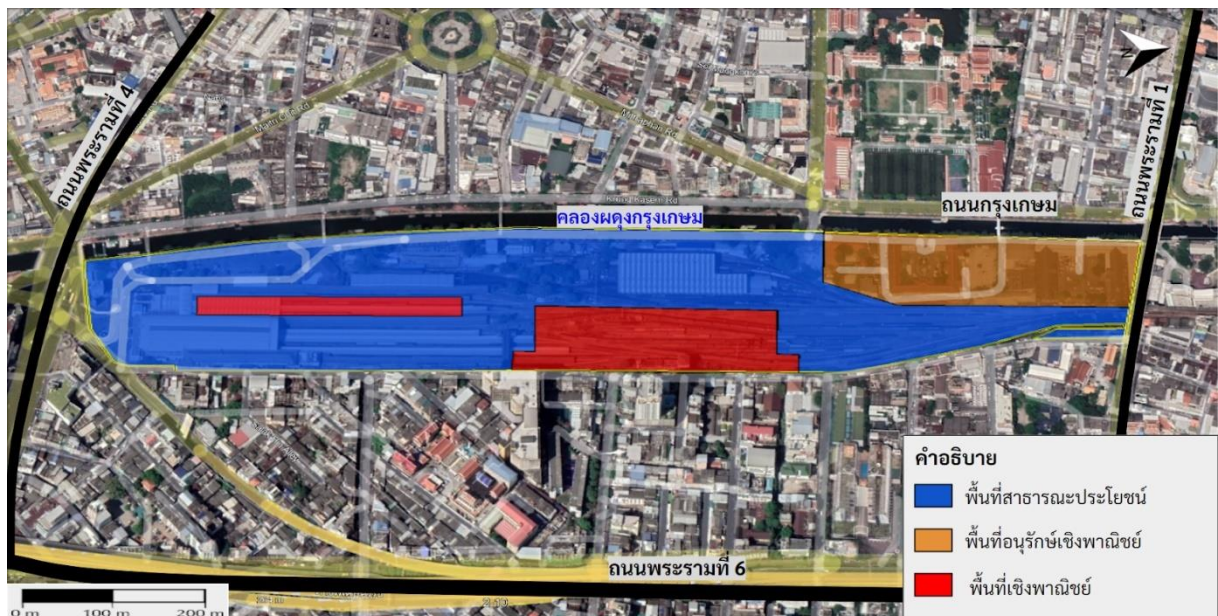 ถนนพระรามที่ 4
N
ถนนพระรามที่ 1
ถนนกรุงเกษม
คลองผดุงกรุงเกษม
ถนนพระรามที่ 6
คำอธิบาย
พื้นที่สาธารณะประโยชน์
พื้นที่อนุรักษ์เชิงพาณิชย์
พื้นที่เชิงพาณิชย์
0 m 100 m 200 m